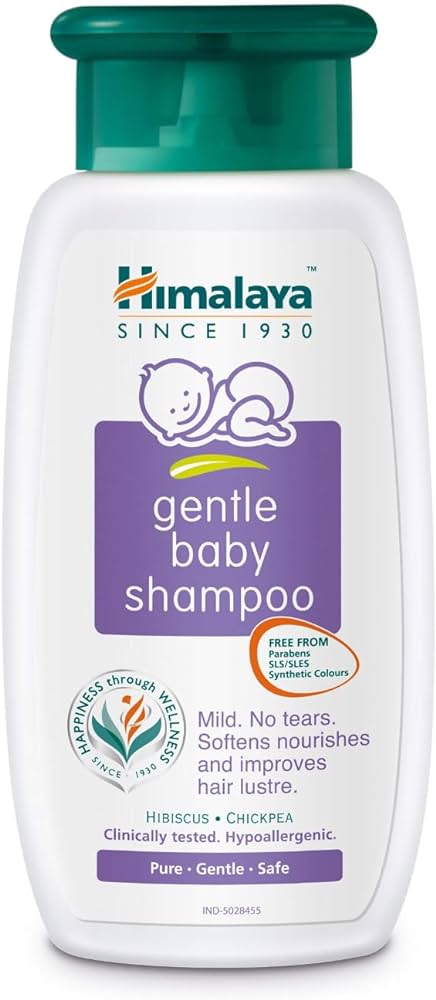 Himalaya™
SINCE 1930
gentle
baby
shampoo
FREE FROM
Parabens
SLS/SLES
Synthetic Colours
HAPPINESS through WELLNESS
SINCE · 1930
Mild. No tears.
Softens nourishes
and improves
hair lustre.
HIBISCUS • CHICKPEA
Clinically tested. Hypoallergenic.
Pure · Gentle · Safe
IND-5028455